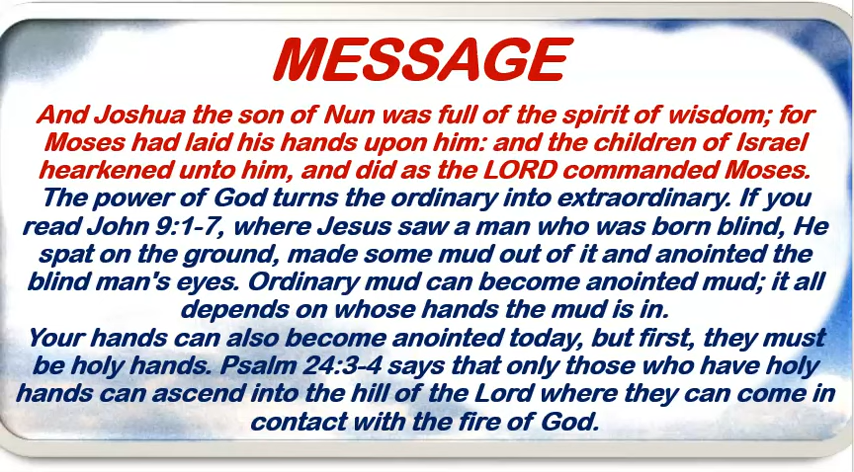 MESSAGE
And Joshua the son of Nun was full of the spirit of wisdom; for
Moses had laid his hands upon him: and the children of Israel
hearkened unto him, and did as the LORD commanded Moses.
The power of God turns the ordinary into extraordinary. If you
read John 9:1-7, where Jesus saw a man who was born blind, He
spat on the ground, made some mud out of it and anointed the
blind man's eyes. Ordinary mud can become anointed mud; it all
depends on whose hands the mud is in.
Your hands can also become anointed today, but first, they must
be holy hands. Psalm 24:3-4 says that only those who have holy
hands can ascend into the hill of the Lord where they can come in
contact with the fire of God.